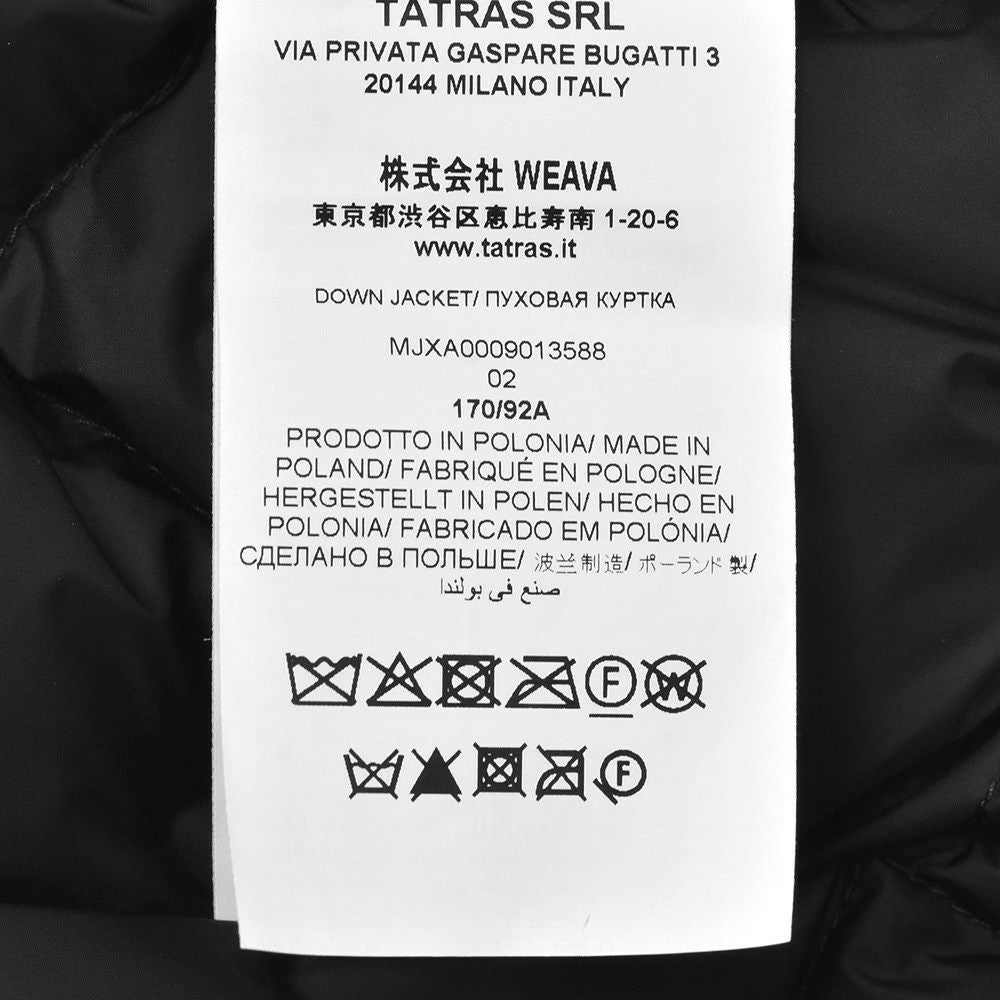 TATRAS SRL
VIA PRIVATA GASPARE BUGATTI 3
20144 MILANO ITALY
株式会社 WEAVA
東京都渋谷区恵比寿南 1-20-6
www.tatras.it
DOWN JACKET/ ПУХОВАЯ КУРТКА
MJXA0009013588
02
170/92A
PRODOTTO IN POLONIA/ MADE IN
POLAND/ FABRIQUÉ EN POLOGNE/
HERGESTELLT IN POLEN/ HECHO EN
POLONIA/ FABRICADO EM POLÓNIA/
СДЕЛАНО В ПОЛЬШЕ/ 波兰制造/ ポーランド 製/
صنع في بولندا
F W
F